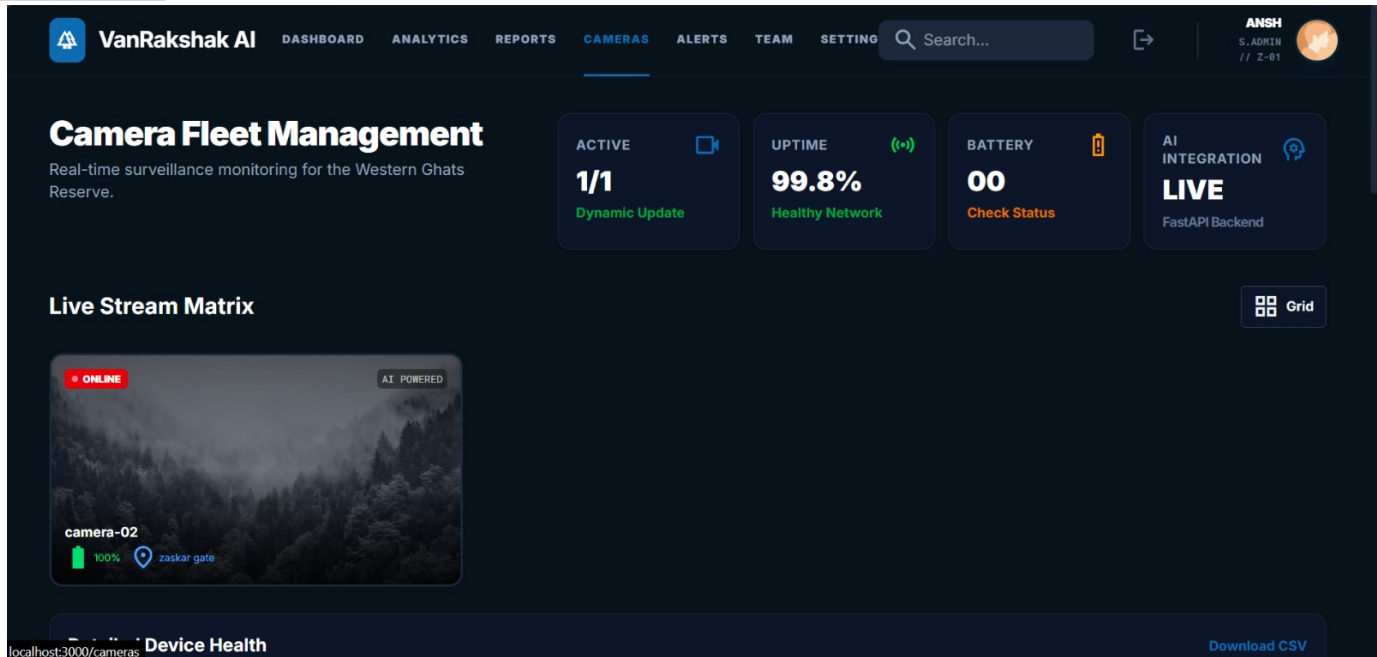 VanRakshak AI
DASHBOARD ANALYTICS REPORTS CAMERAS ALERTS TEAM SETTING
Search...
ANSH
S.ADMIN
// Z-01
Camera Fleet Management
Real-time surveillance monitoring for the Western Ghats
Reserve.
ACTIVE
1/1
Dynamic Update
UPTIME
99.8%
Healthy Network
BATTERY
00
Check Status
AI
INTEGRATION
LIVE
FastAPI Backend
Live Stream Matrix
Grid
ONLINE
AI POWERED
camera-02
100% zaskar gate
Device Health
Download CSV
localhost:3000/cameras